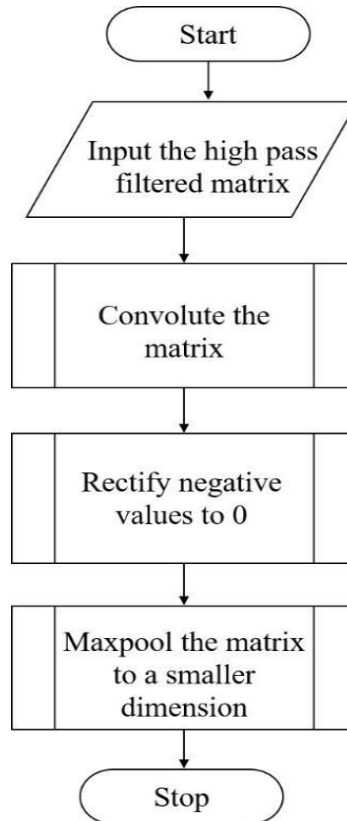 Start
Input the high pass
filtered matrix
Convolute the
matrix
Rectify negative
values to 0
Maxpool the matrix
to a smaller
dimension
Stop